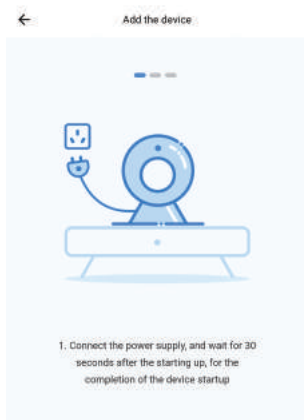 Add the device
1. Connect the power supply, and wait for 30
seconds after the starting up, for the
completion of the device startup